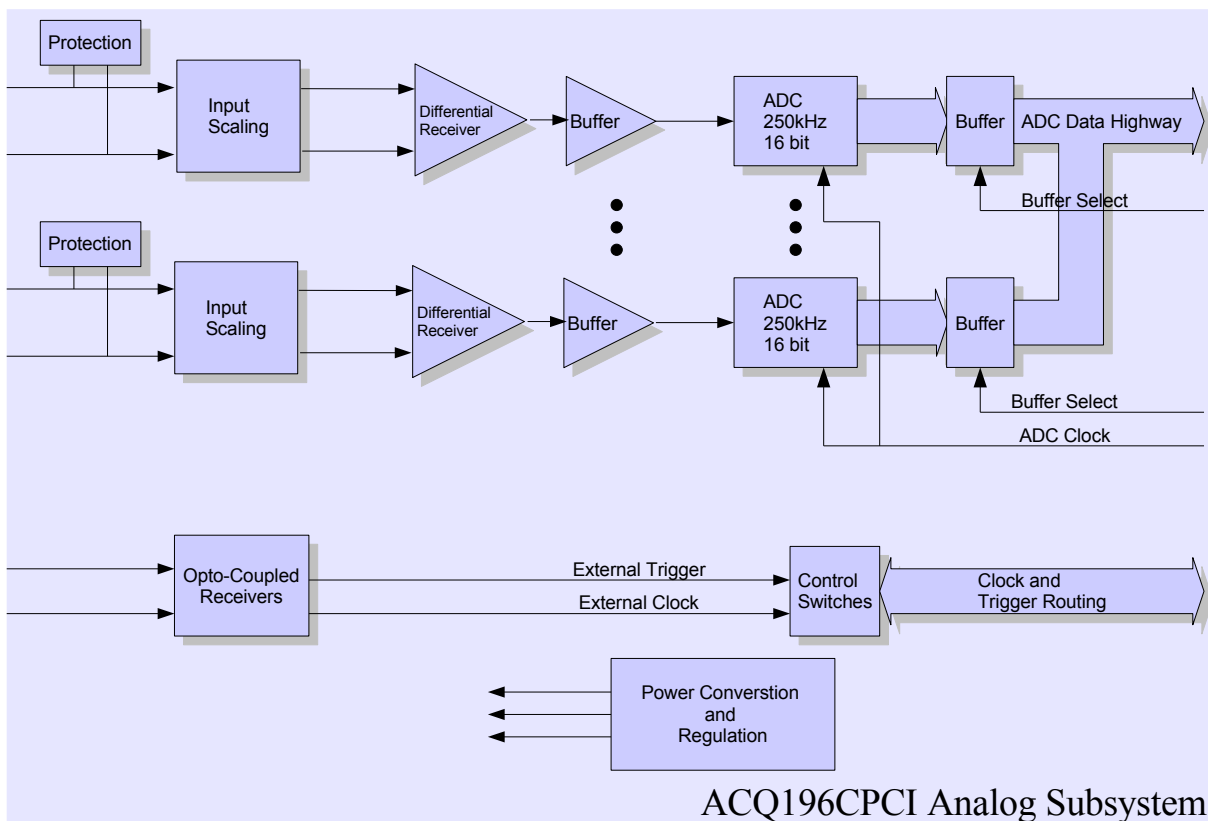 Protection
Input
Scaling
Differential
Receiver
Buffer
ADC
250kHz
16 bit
Buffer
ADC Data Highway
Buffer Select
Protection
Input
Scaling
Differential
Receiver
Buffer
ADC
250kHz
16 bit
Buffer
Buffer Select
ADC Clock
Opto-Coupled
Receivers
External Trigger
External Clock
Control
Switches
Clock and
Trigger Routing
Power Converstion
and
Regulation
ACQ196CPCI Analog Subsystem